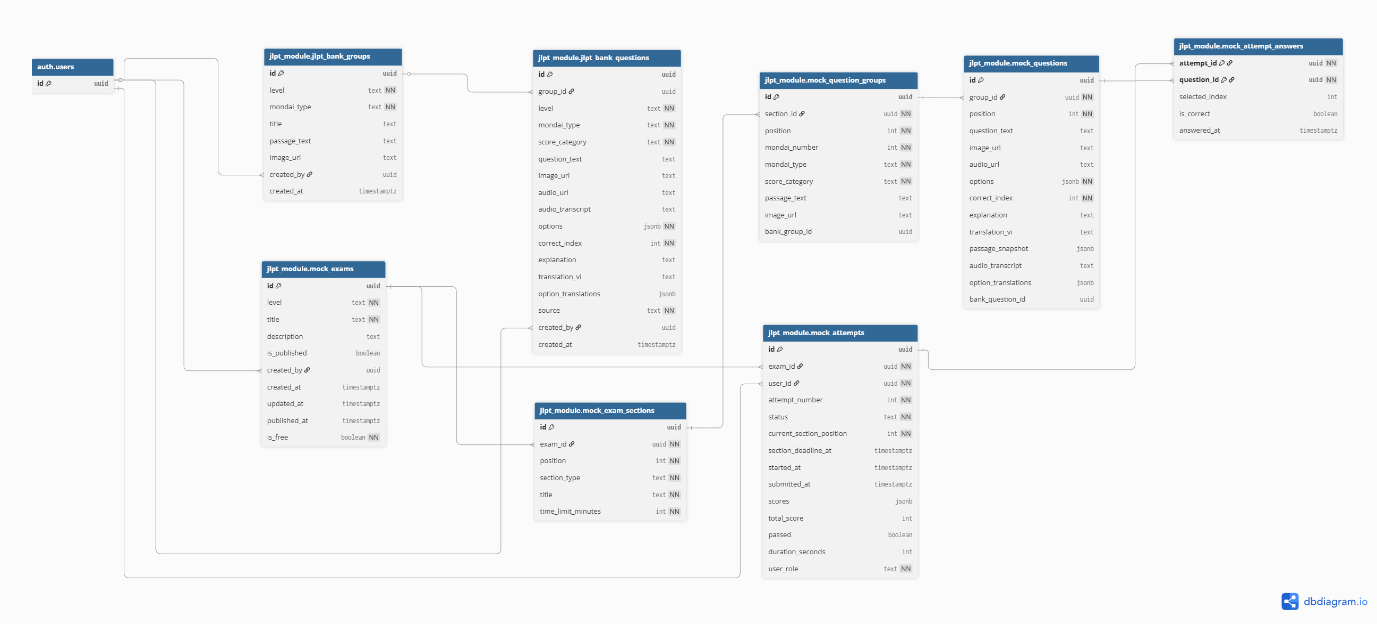 auth.users
id uuid
jlpt_module.jlpt_bank_groups
id uuid
level text NN
mondai_type text NN
title text
passage_text text
image_url text
created_by uuid
created_at timestamptz
jlpt_module.jlpt_bank_questions
id uuid
group_id uuid
level text NN
mondai_type text NN
score_category text NN
question_text text
image_url text
audio_url text
audio_transcript text
options jsonb NN
correct_index int NN
explanation text
translation_vi text
option_translations jsonb
source text NN
created_by uuid
created_at timestamptz
jlpt_module.mock_question_groups
id uuid
section_id uuid NN
position int NN
mondai_number int NN
mondai_type text NN
score_category text NN
passage_text text
image_url text
bank_group_id uuid
jlpt_module.mock_questions
id uuid
group_id uuid NN
position int NN
question_text text
image_url text
audio_url text
options jsonb NN
correct_index int NN
explanation text
translation_vi text
passage_snapshot jsonb
audio_transcript text
option_translations jsonb
bank_question_id uuid
jlpt_module.mock_attempt_answers
attempt_id uuid NN
question_id uuid NN
selected_index int
is_correct boolean
answered_at timestamptz
jlpt_module.mock_exams
id uuid
level text NN
title text NN
description text
is_published boolean
created_by uuid
created_at timestamptz
updated_at timestamptz
published_at timestamptz
is_free boolean NN
jlpt_module.mock_exam_sections
id uuid
exam_id uuid NN
position int NN
section_type text NN
title text NN
time_limit_minutes int NN
jlpt_module.mock_attempts
id uuid
exam_id uuid NN
user_id uuid NN
attempt_number int NN
status text NN
current_section_position int NN
section_deadline_at timestamptz
started_at timestamptz
submitted_at timestamptz
scores jsonb
total_score int
passed boolean
duration_seconds int
user_role text NN
dbdiagram.io